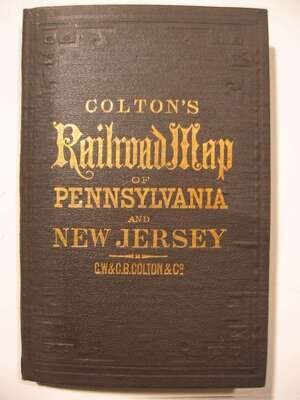 COLTON'S
Railroad Map
OF
PENNSYLVANIA
AND
NEW JERSEY
G.W.& C.B. COLTON & Co